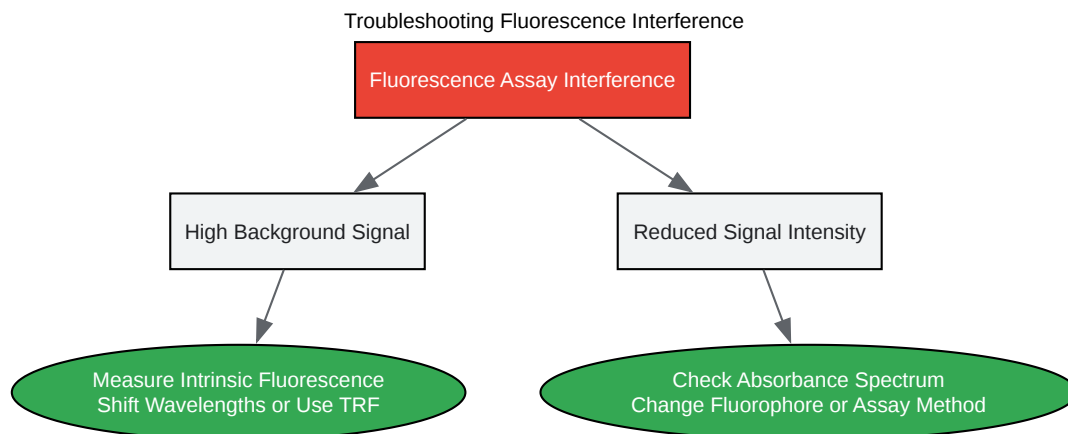 Troubleshooting Fluorescence Interference
Fluorescence Assay Interference
High Background Signal
Reduced Signal Intensity
Measure Intrinsic Fluorescence
Shift Wavelengths or Use TRF
Check Absorbance Spectrum
Change Fluorophore or Assay Method